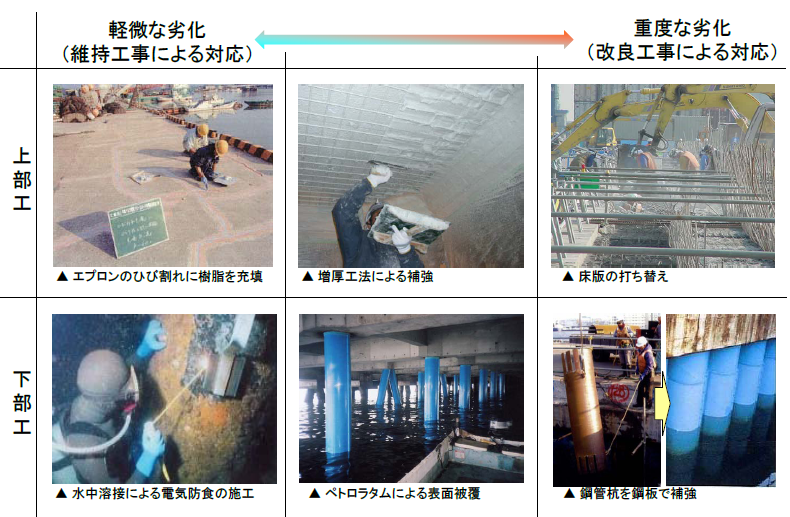 軽微な劣化
（維持工事による対応）
重度な劣化
（改良工事による対応）
上部工
▲ エプロンのひび割れに樹脂を充填
▲ 増厚工法による補強
▲ 床版の打ち替え
下部工
▲ 水中溶接による電気防食の施工
▲ ペトロラタムによる表面被覆
▲ 鋼管杭を鋼板で補強